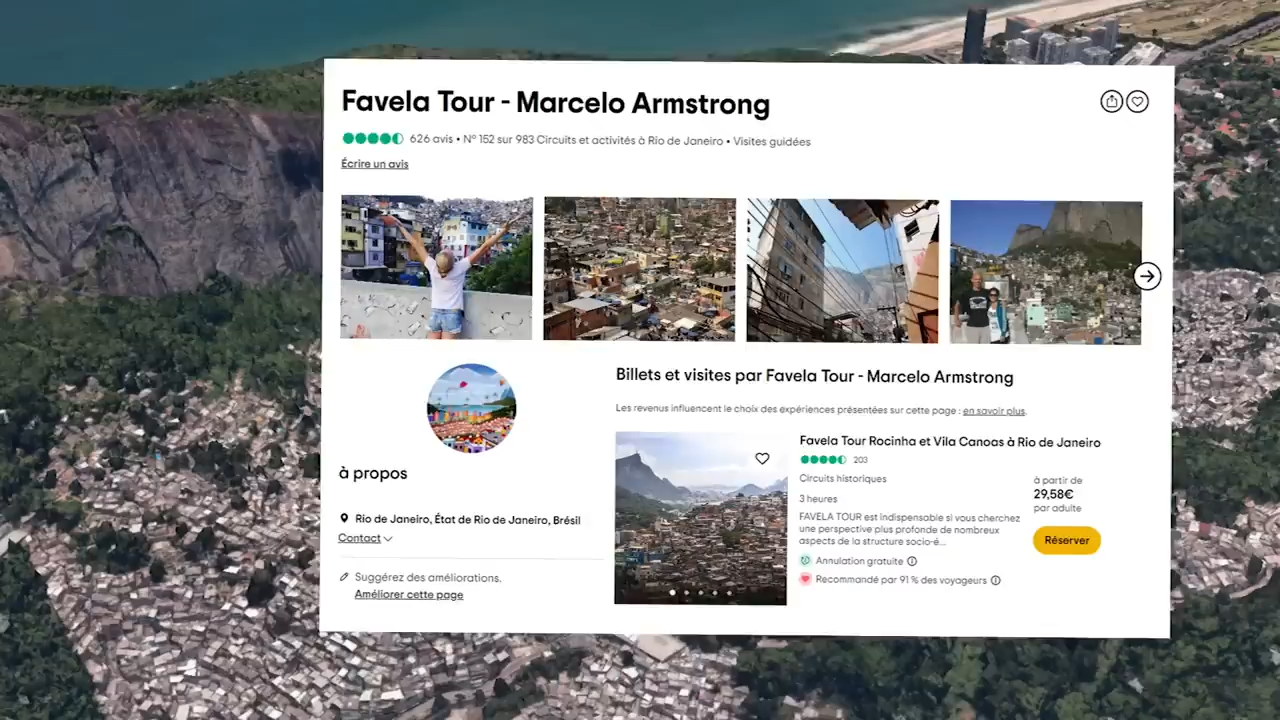 Favela Tour - Marcelo Armstrong
626 avis • N° 152 sur 983 Circuits et activités à Rio de Janeiro • Visites guidées
Écrire un avis
Billets et visites par Favela Tour - Marcelo Armstrong
Les revenus influencent le choix des expériences présentées sur cette page : en savoir plus.
à propos
Rio de Janeiro, État de Rio de Janeiro, Brésil
Contact
Suggérez des améliorations.
Améliorer cette page
Favela Tour Rocinha et Vila Canoas à Rio de Janeiro
203
Circuits historiques
3 heures
FAVELA TOUR est indispensable si vous cherchez
une perspective plus profonde de nombreux
aspects de la structure socio-é...
Annulation gratuite
Recommandé par 91 % des voyageurs
à partir de
29,58€
par adulte
Réserver